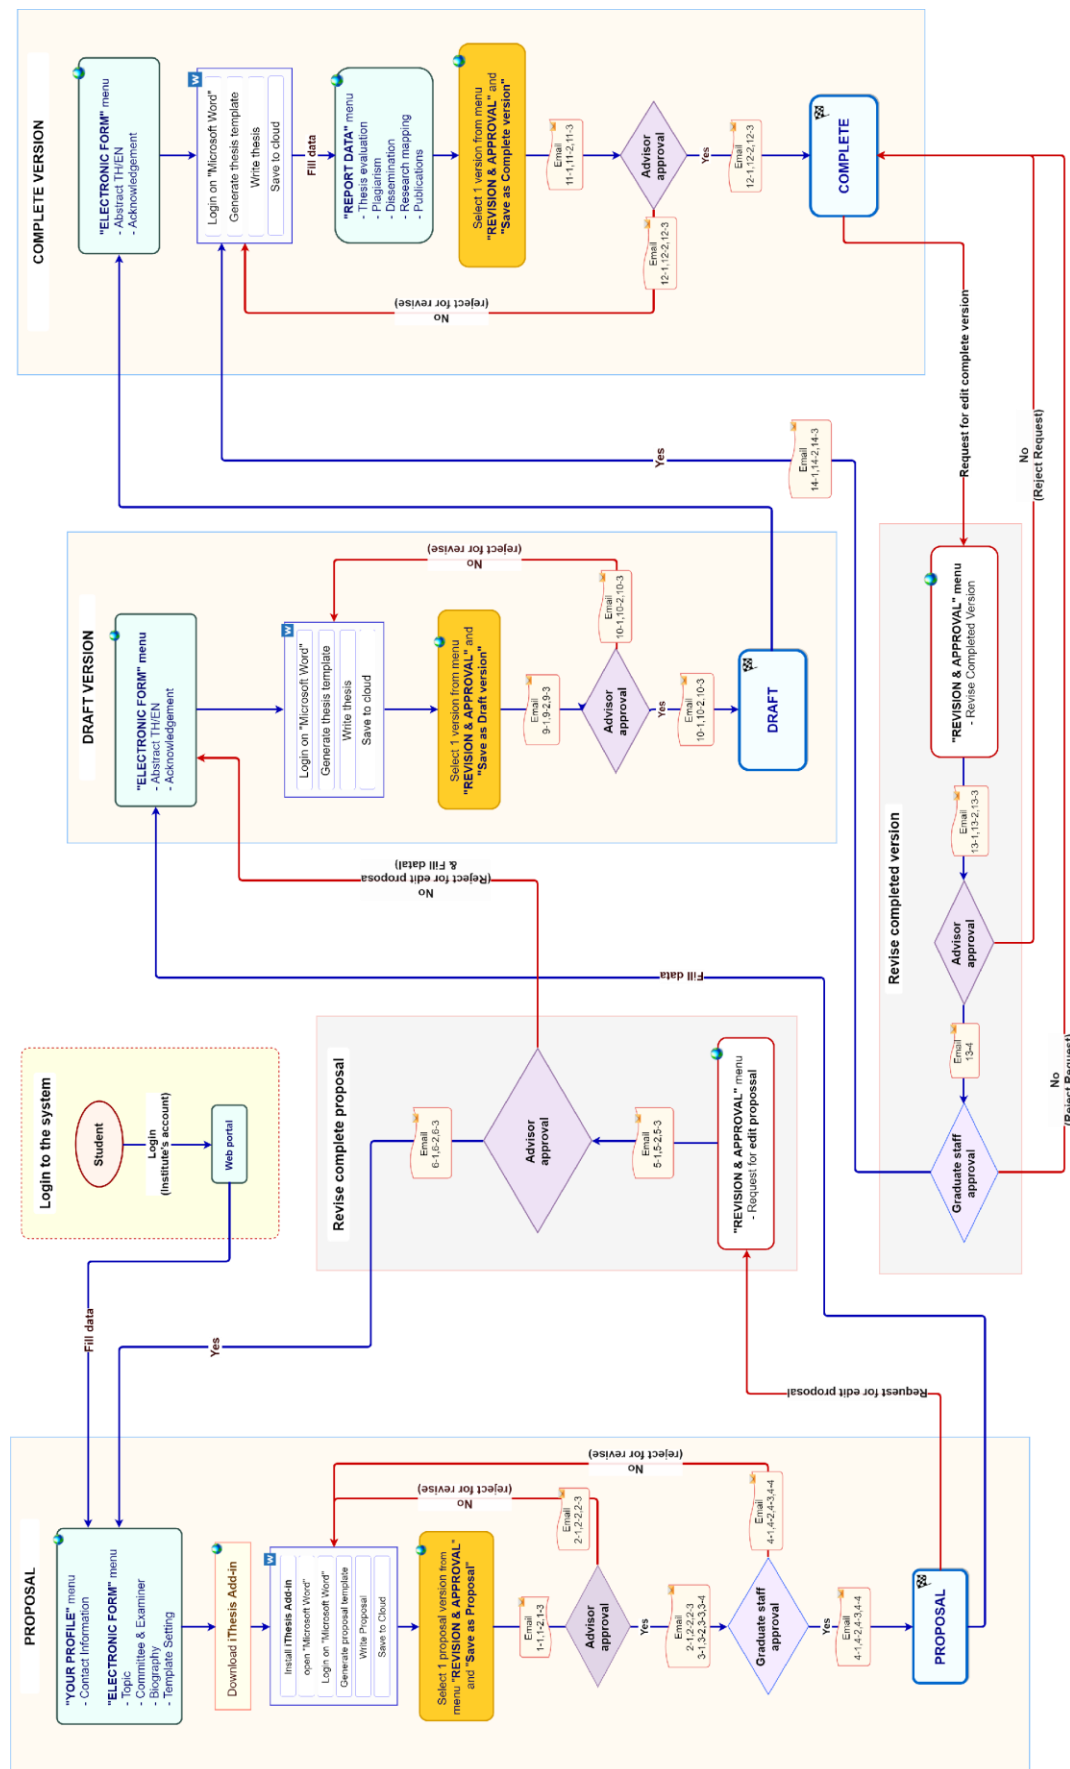 PROPOSAL
"YOUR PROFILE" menu
- Contact Information
"ELECTRONIC FORM" menu
- Topic
- Committee & Examiner
- Biography
- Template Setting
Download iThesis Add-in
Install iThesis Add-in
open "Microsoft Word"
Login on "Microsoft Word"
Generate proposal template
Write Proposal
Save to Cloud
Select 1 proposal version from
menu "REVISION & APPROVAL"
and "Save as Proposal"
Email
1-1,1-2,1-3
Advisor
approval
Email
2-1,2-2,2-3
No
(reject for revise)
Yes
Email
2-1,2-2,2-3
3-1,3-2,3-3,3-4
Graduate staff
approval
Email
4-1,4-2,4-3,4-4
No
(reject for revise)
Yes
Email
4-1,4-2,4-3,4-4
PROPOSAL
Request for edit proposal
Fill data
Login to the system
Student
Login
(Institute's account)
Web portal
Fill data
Revise complete proposal
"REVISION & APPROVAL" menu
- Request for edit propossal
Email
5-1,5-2,5-3
Advisor
approval
Email
6-1,6-2,6-3
Yes
No
(Reject for edit proposa
& Fill data!)
DRAFT VERSION
"ELECTRONIC FORM" menu
- Abstract TH/EN
- Acknowledgement
W
Login on "Microsoft Word"
Generate thesis template
Write thesis
Save to cloud
Select 1 version from menu
"REVISION & APPROVAL" and
"Save as Draft version"
Email
9-1,9-2,9-3
Advisor
approval
Email
10-1,10-2,10-3
No
(reject for revise)
Yes
Email
10-1,10-2,10-3
DRAFT
COMPLETE VERSION
"ELECTRONIC FORM" menu
- Abstract TH/EN
- Acknowledgement
W
Login on "Microsoft Word"
Generate thesis template
Write thesis
Save to cloud
Fill data
"REPORT DATA" menu
- Thesis evaluation
- Plagiarism
- Dissemination
- Research mapping
- Publications
Select 1 version from menu
"REVISION & APPROVAL" and
"Save as Complete version"
Email
11-1,11-2,11-3
Advisor
approval
Email
12-1,12-2,12-3
No
(reject for revise)
Yes
Email
12-1,12-2,12-3
COMPLETE
Request for edit complete version
Revise completed version
"REVISION & APPROVAL" menu
- Revise Completed Version
Email
13-1,13-2,13-3
Advisor
approval
No
(Reject Request)
Email
13-4
Graduate staff
approval
No
(Reject Request)
Email
14-1,14-2,14-3
Yes
W